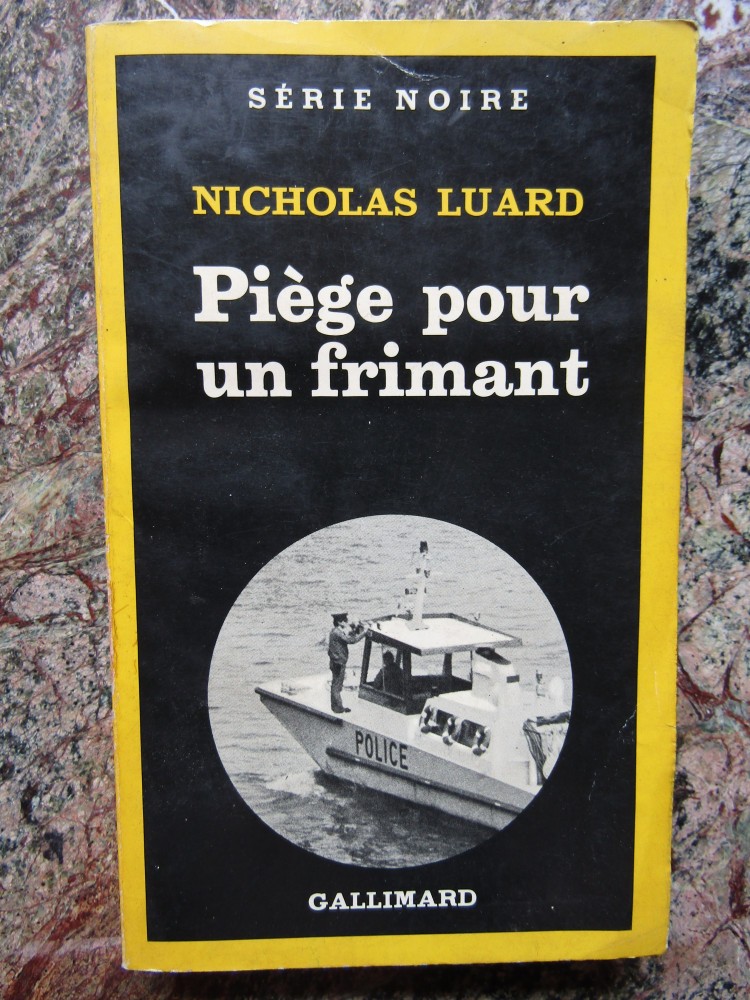 SÉRIE NOIRE
NICHOLAS LUARD
Piège pour
un frimant
POLICE
GALLIMARD